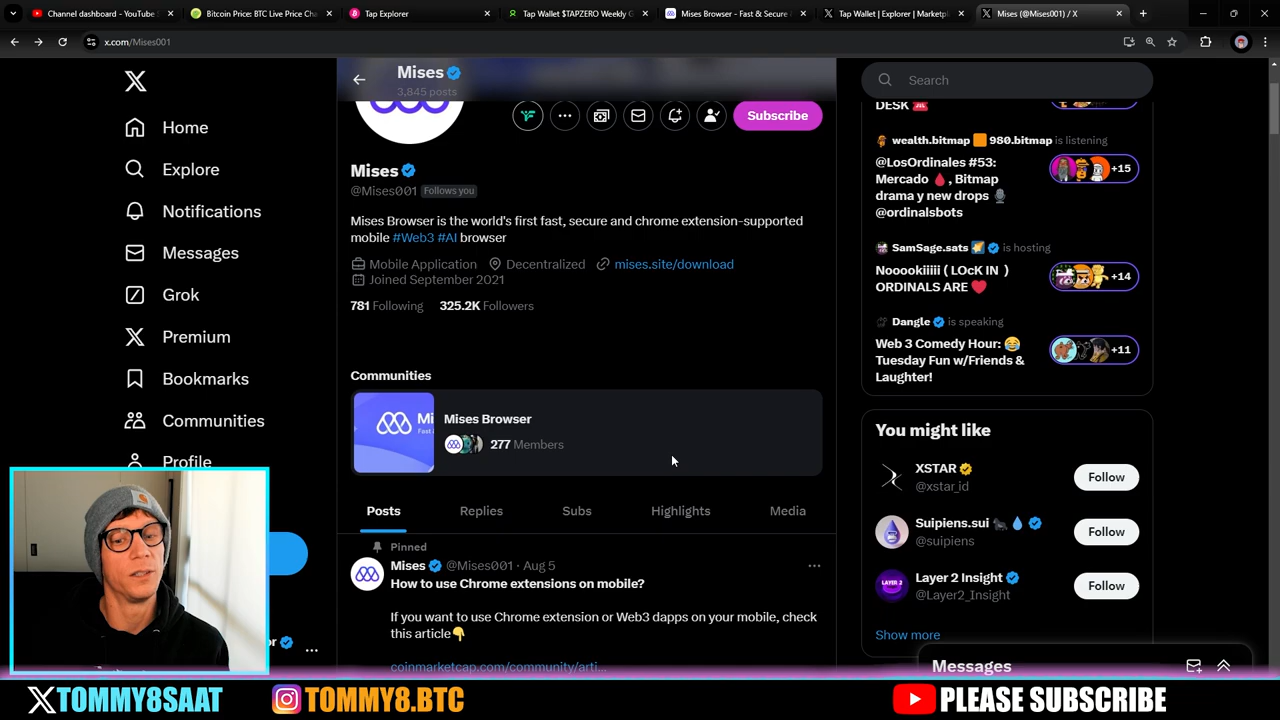 Channel dashboard - YouTube S
Bitcoin Price: BTC Live Price Cha
Tap Explorer
Tap Wallet $TAPZERO Weekly G
Mises Browser - Fast & Secure
Tap Wallet | Explorer | Marketpl
Mises (@Mises001) / X
x.com/Mises001
Home
Explore
Notifications
Messages
Grok
Premium
Bookmarks
Communities
Profile
Mises
3,845 posts
Subscribe
Mises
@Mises001 Follows you
Mises Browser is the world's first fast, secure and chrome extension-supported
mobile #Web3 #AI browser
Mobile Application Decentralized mises.site/download
Joined September 2021
781 Following 325.2K Followers
Communities
Mises Browser
277 Members
Posts Replies Subs Highlights Media
Pinned
Mises @Mises001 · Aug 5
How to use Chrome extensions on mobile?
If you want to use Chrome extension or Web3 dapps on your mobile, check
this article👇
coinmarketcap.com/community/arti...
Search
DESK
wealth.bitmap 980.bitmap is listening
@LosOrdinales #53:
Mercado 🩸, Bitmap
drama y new drops 🎙️
@ordinalsbots
+15
SamSage.sats is hosting
Nooookiiiii ( LOcK IN )
ORDINALS ARE ❤️
+14
Dangle is speaking
Web 3 Comedy Hour: 😂
Tuesday Fun w/Friends &
Laughter!
+11
You might like
XSTAR
@xstar_id
Follow
Suipiens.sui
@suipiens
Follow
Layer 2 Insight
@Layer2_Insight
Follow
LAYER 2
Show more
Messages
TOMMY8SAAT
TOMMY8.BTC
PLEASE SUBSCRIBE